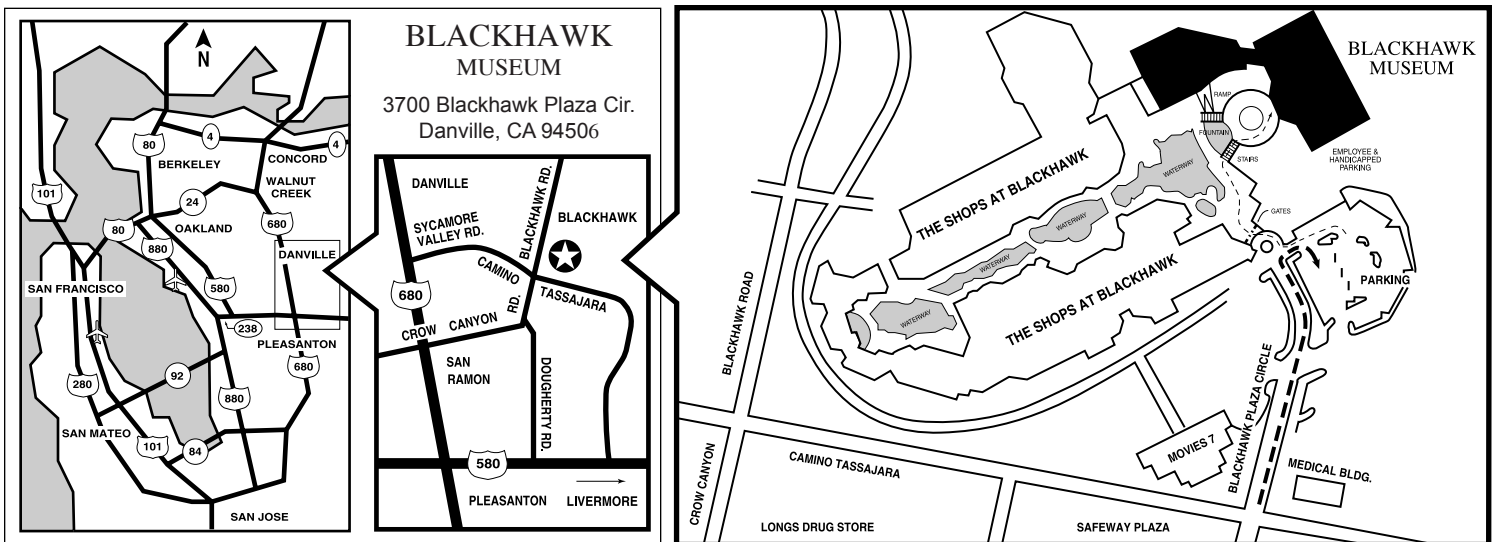 N
80
4
4
BERKELEY
CONCORD
WALNUT
CREEK
101
24
80
OAKLAND
680
880
DANVILLE
SAN FRANCISCO
580
238
PLEASANTON
280
92
680
880
SAN MATEO
101
84
SAN JOSE
BLACKHAWK
MUSEUM
3700 Blackhawk Plaza Cir.
Danville, CA 94506
DANVILLE
BLACKHAWK RD.
BLACKHAWK
SYCAMORE
VALLEY RD.
CAMINO
TASSAJARA
680
CROW CANYON RD.
SAN
RAMON
DOUGHERTY RD.
580
PLEASANTON
LIVERMORE
BLACKHAWK
MUSEUM
RAMP
FOUNTAIN
STAIRS
EMPLOYEE &
HANDICAPPED
PARKING
THE SHOPS AT BLACKHAWK
WATERWAY
WATERWAY
WATERWAY
WATERWAY
GATES
PARKING
THE SHOPS AT BLACKHAWK
BLACKHAWK ROAD
BLACKHAWK PLAZA CIRCLE
MOVIES 7
MEDICAL BLDG.
CROW CANYON
CAMINO TASSAJARA
LONGS DRUG STORE
SAFEWAY PLAZA